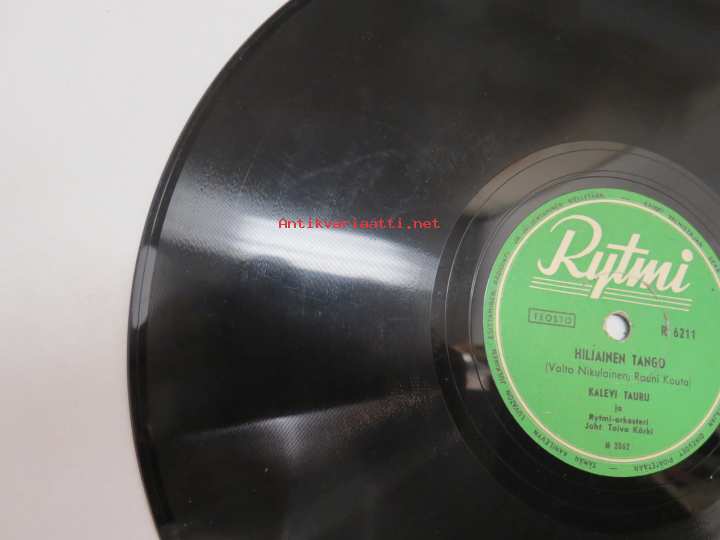 Antikvariaatti.net
Rytmi
TEOSTO
R 6211
HILJAINEN TANGO
(Valto Nikulainen, Rauni Kouta)
KALEVI TAURU
ja
Rytmi-orkesteri
Joht. Toivo Kärki
M 2062